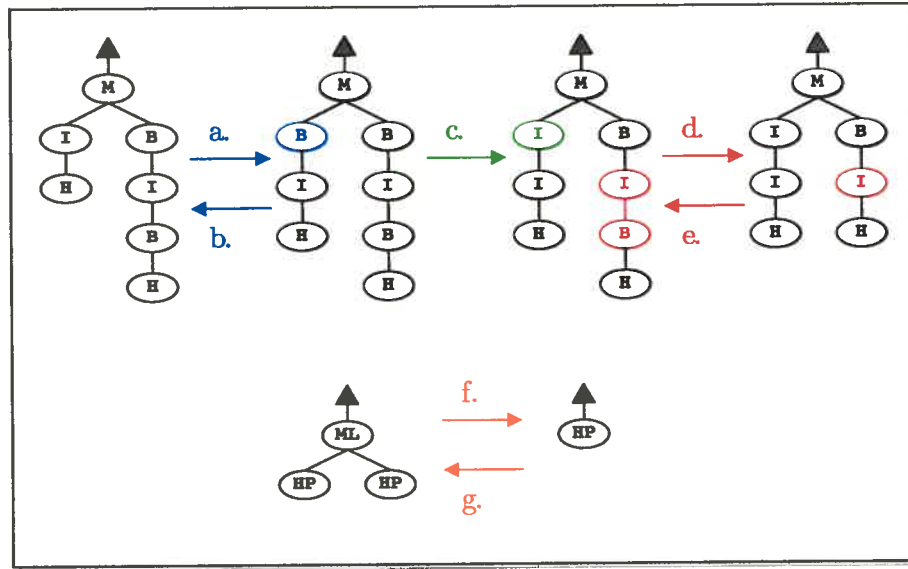 M M M M
I B a. B B c. I B d. I B
H I I I I I I I
B b. H B H B e. H H
H H H
f.
ML HP
HP HP
g.